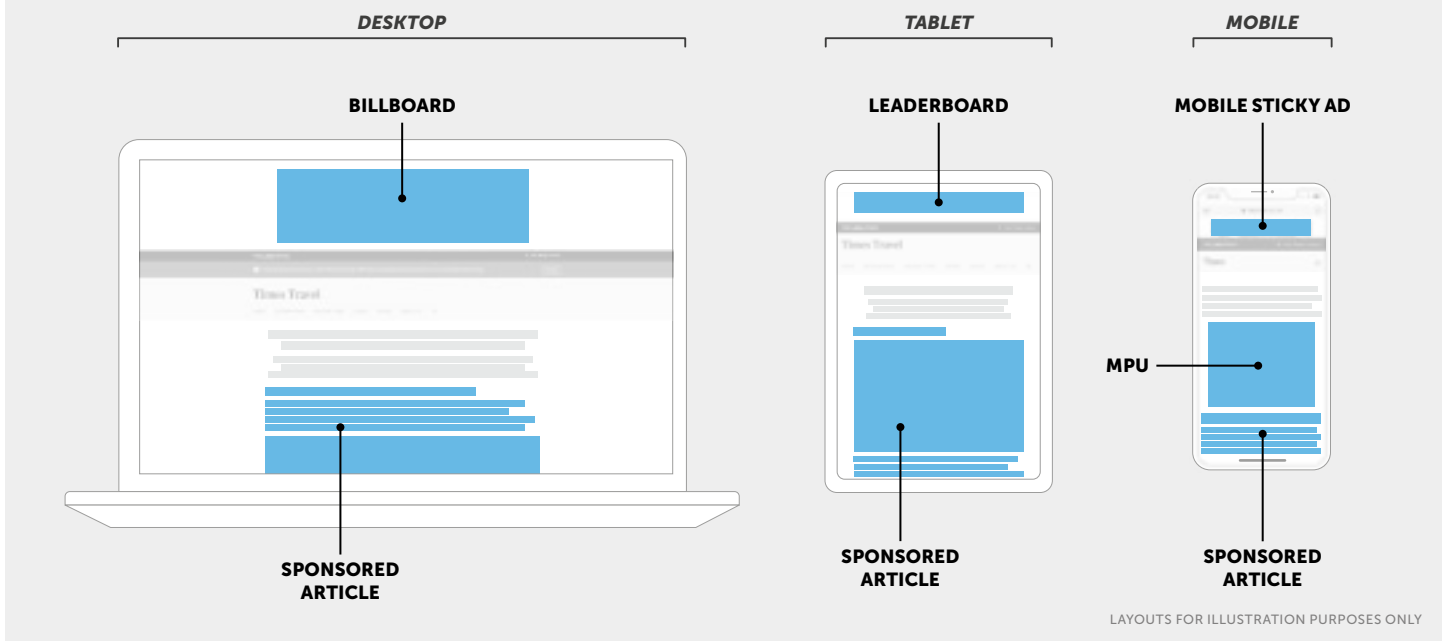 DESKTOP
TABLET
MOBILE
BILLBOARD
LEADERBOARD
MOBILE STICKY AD
Times Travel
Times Travel
Times
MPU
SPONSORED
ARTICLE
SPONSORED
ARTICLE
SPONSORED
ARTICLE
LAYOUTS FOR ILLUSTRATION PURPOSES ONLY